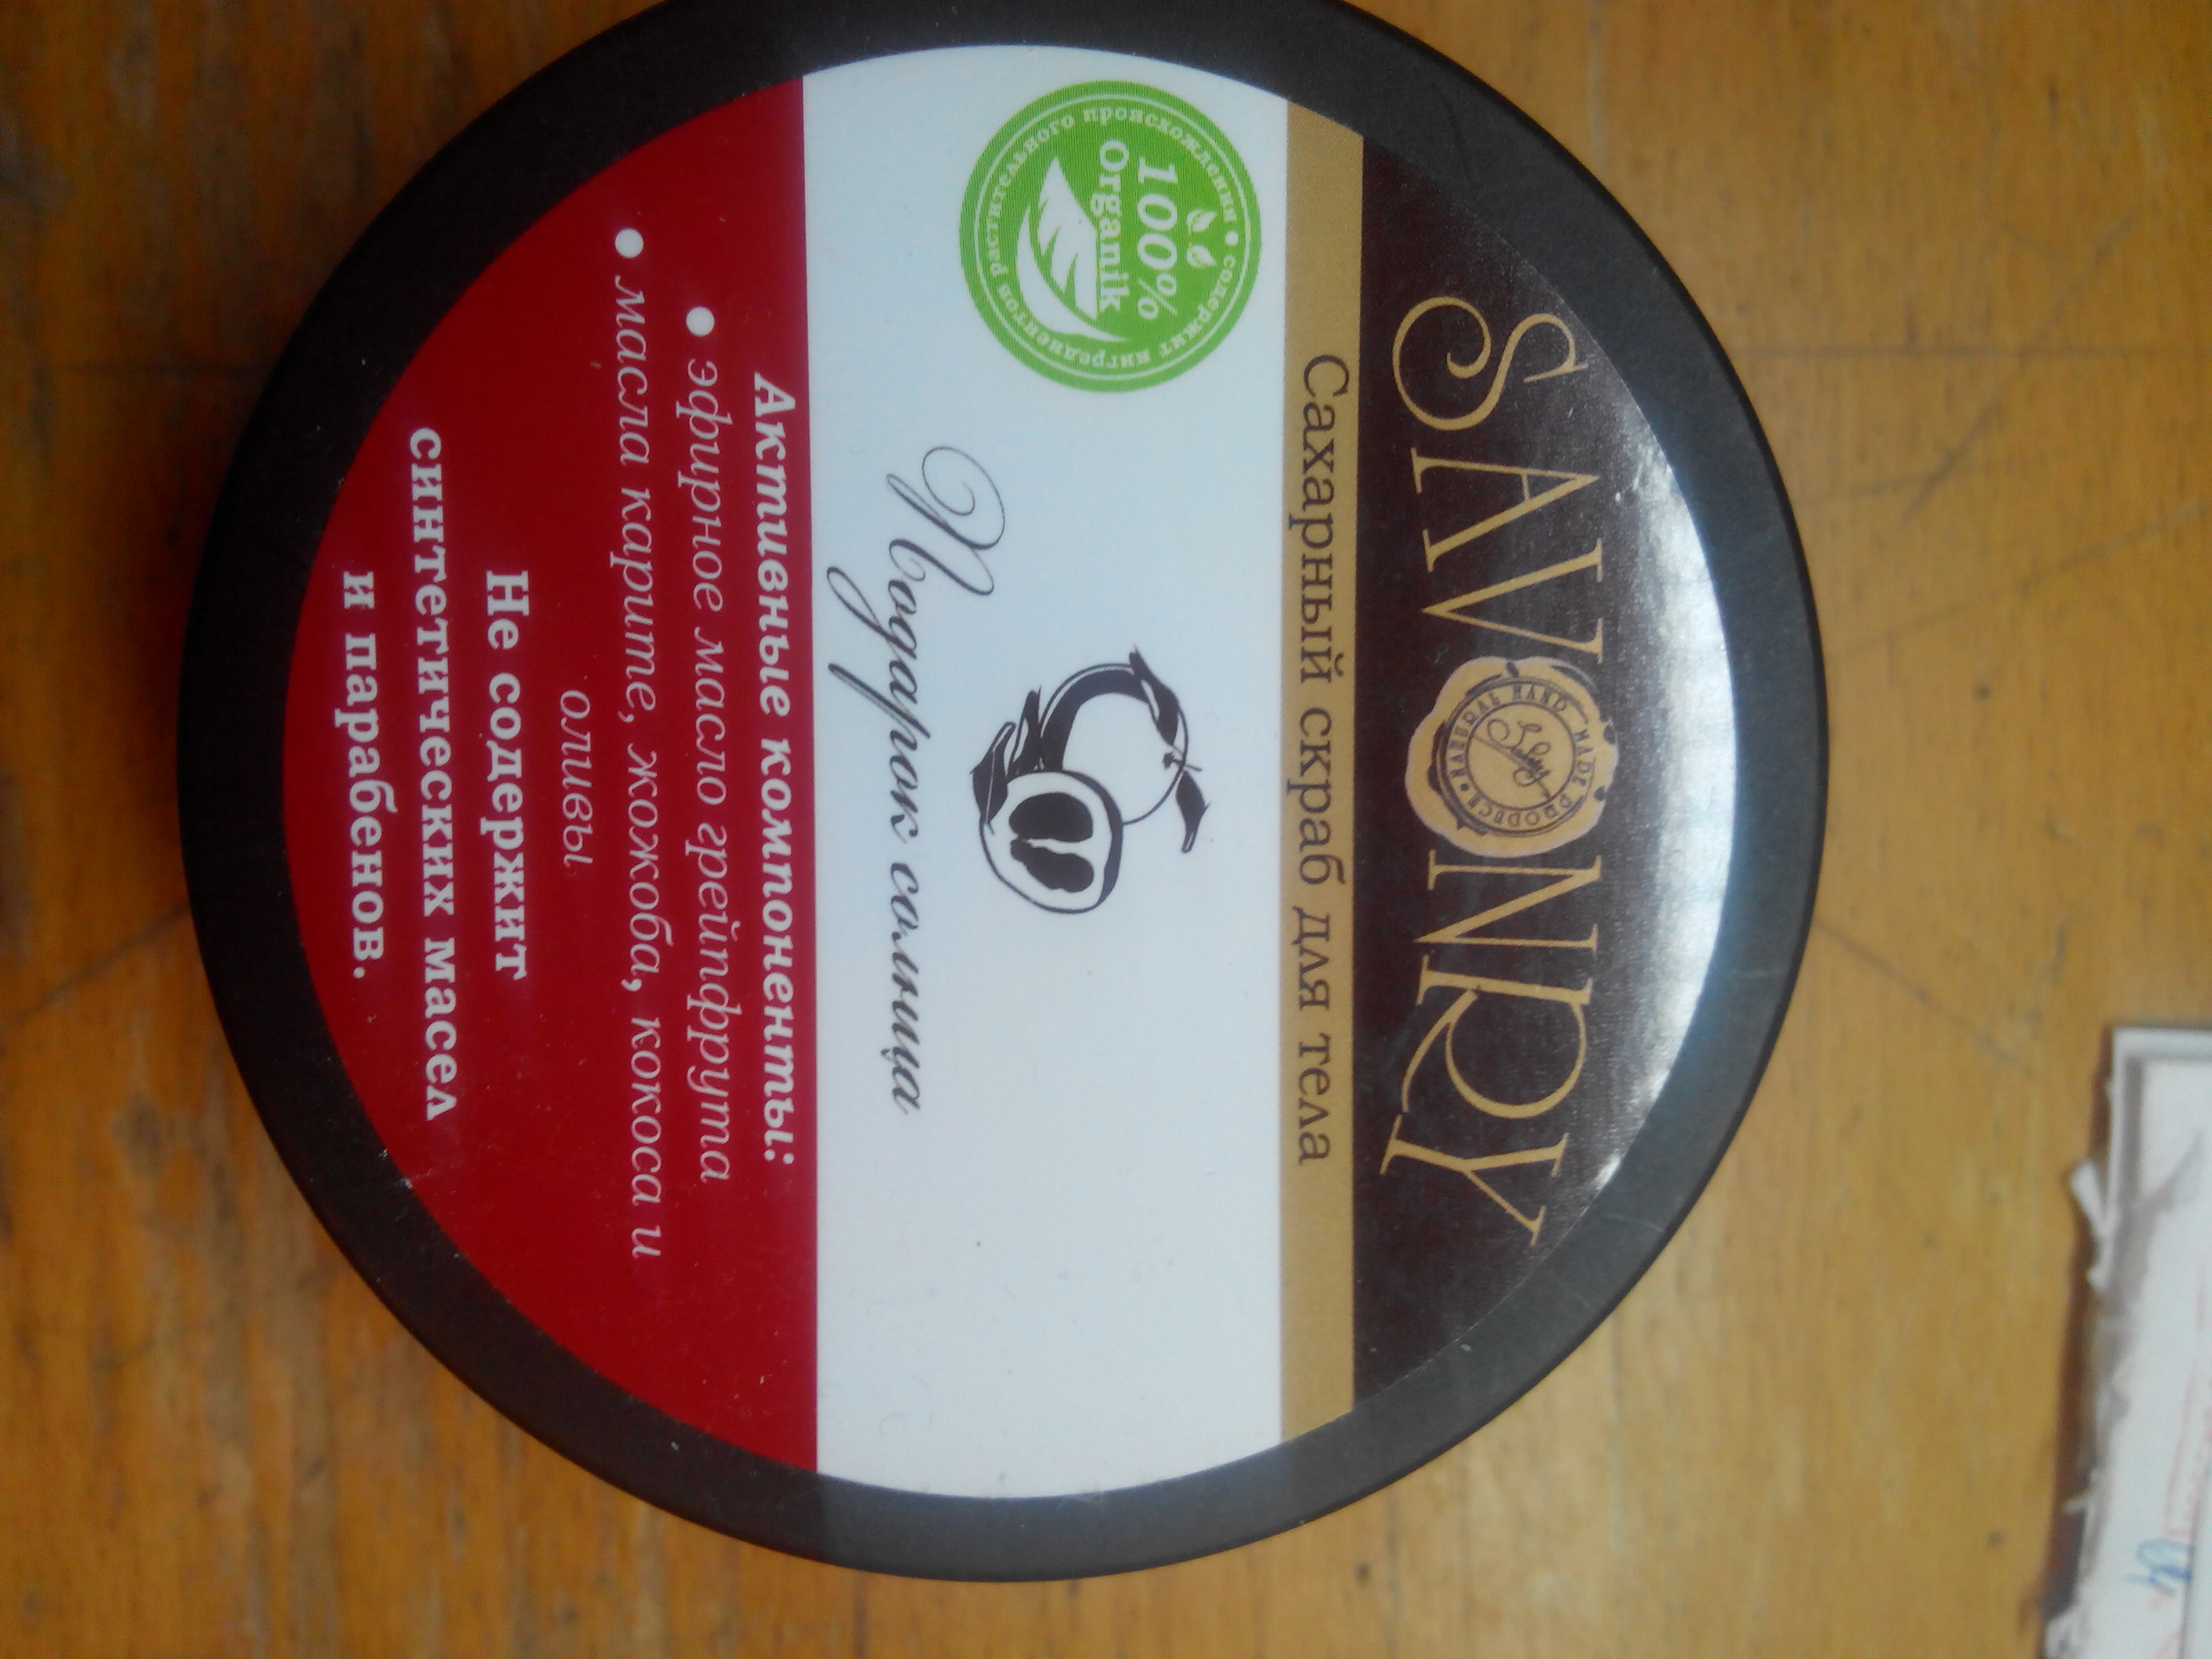 SAVONRY
NATURAL HAND MADE PRODUCT
Сахарный скраб для тела
100%
Organik
содержит ингредиентов растительного происхождения
Подарок солнца
Активные компоненты:
• эфирное масло грейпфрута
• масла карите, жожоба, кокоса и
оливы
Не содержит
синтетических масел
и парабенов.